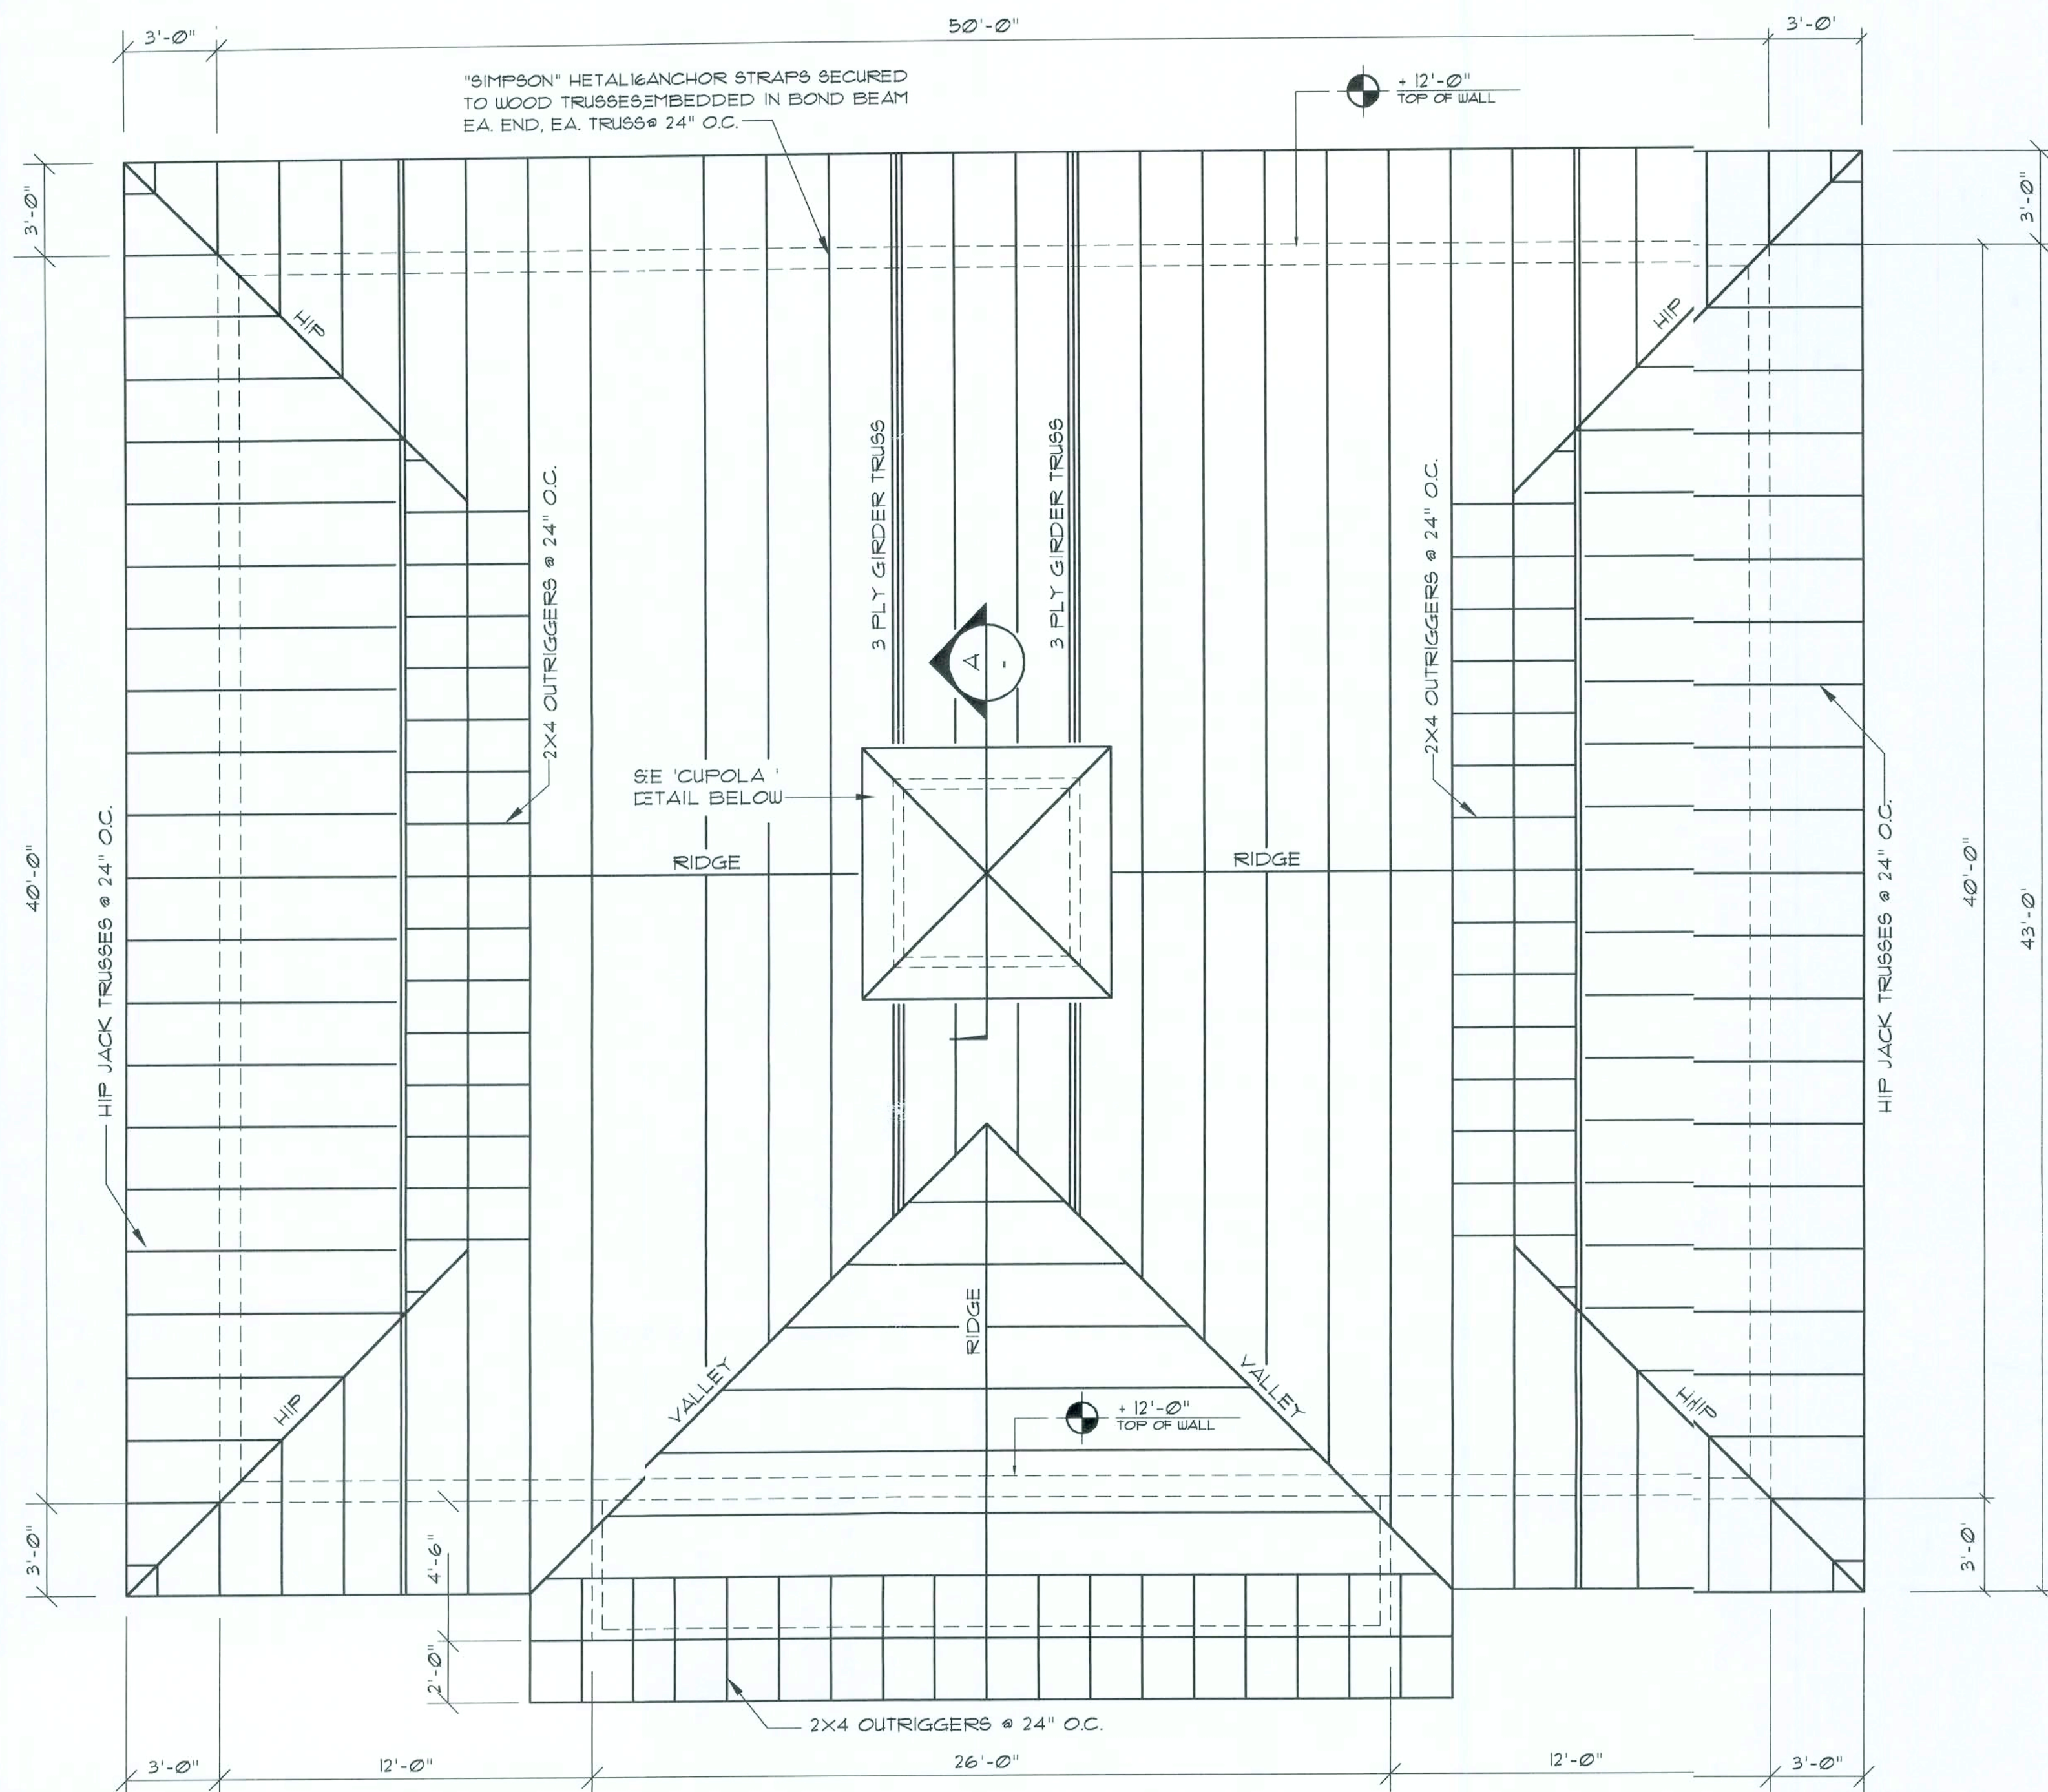 3'-0"
50'-0"
3'-0'
"SIMPSON" HETAL16ANCHOR STRAPS SECURED
TO WOOD TRUSSES,EMBEDDED IN BOND BEAM
EA. END, EA. TRUSS@ 24" O.C.
+ 12'-0"
TOP OF WALL
3'-0"
3'-0"
HIP
HIP
3 PLY GIRDER TRUSS
3 PLY GIRDER TRUSS
2X4 OUTRIGGERS @ 24" O.C.
2X4 OUTRIGGERS @ 24" O.C.
A
-
SE 'CUPOLA '
DETAIL BELOW
RIDGE
RIDGE
HIP JACK TRUSSES @ 24" O.C.
HIP JACK TRUSSES @ 24" O.C.
40'-0"
40'-0"
43'-0'
RIDGE
VALLEY
VALLEY
HIP
HIP
+ 12'-0"
TOP OF WALL
3'-0"
4'-6"
2'-0"
3'-0'
2X4 OUTRIGGERS @ 24" O.C.
3'-0"
12'-0"
26'-0"
12'-0"
3'-0"